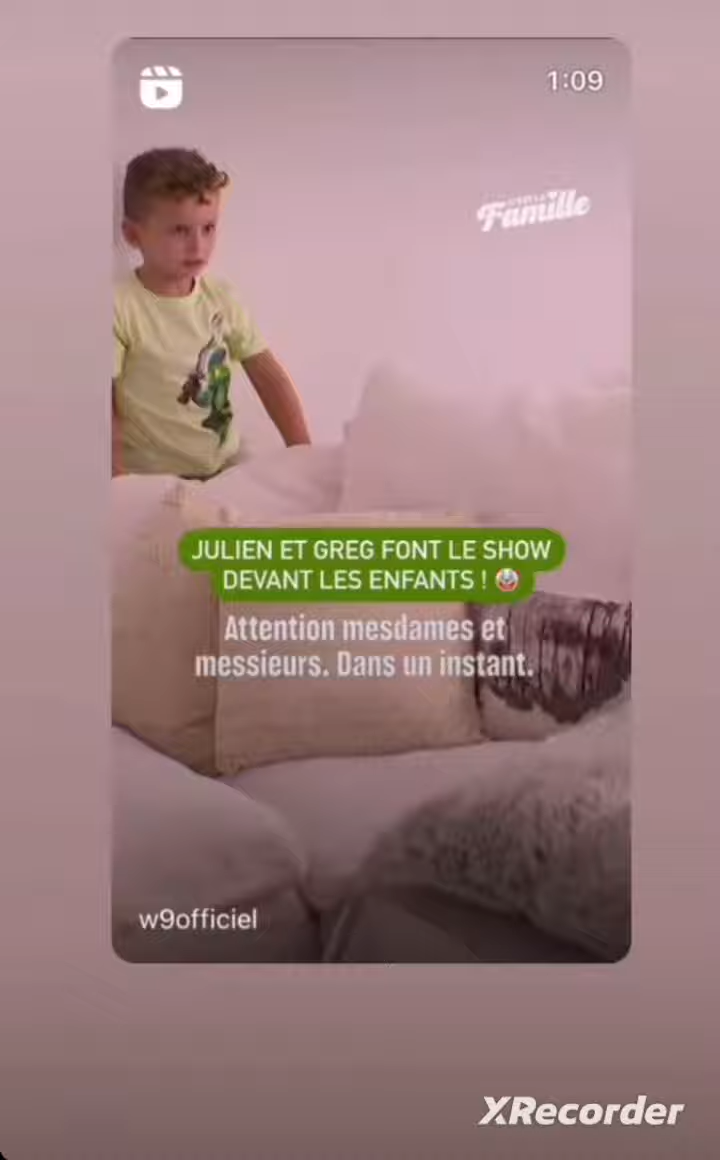 1:09
Famille
JULIEN ET GREG FONT LE SHOW
DEVANT LES ENFANTS !
Attention mesdames et
messieurs. Dans un instant.
w9officiel
XRecorder